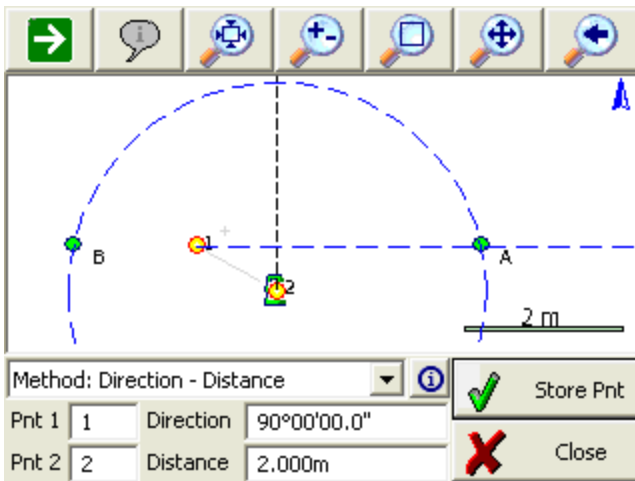 1
B
A
2
2 m
Method: Direction - Distance
Store Pnt
Pnt 1 1 Direction 90°00'00.0"
Pnt 2 2 Distance 2.000m
Close